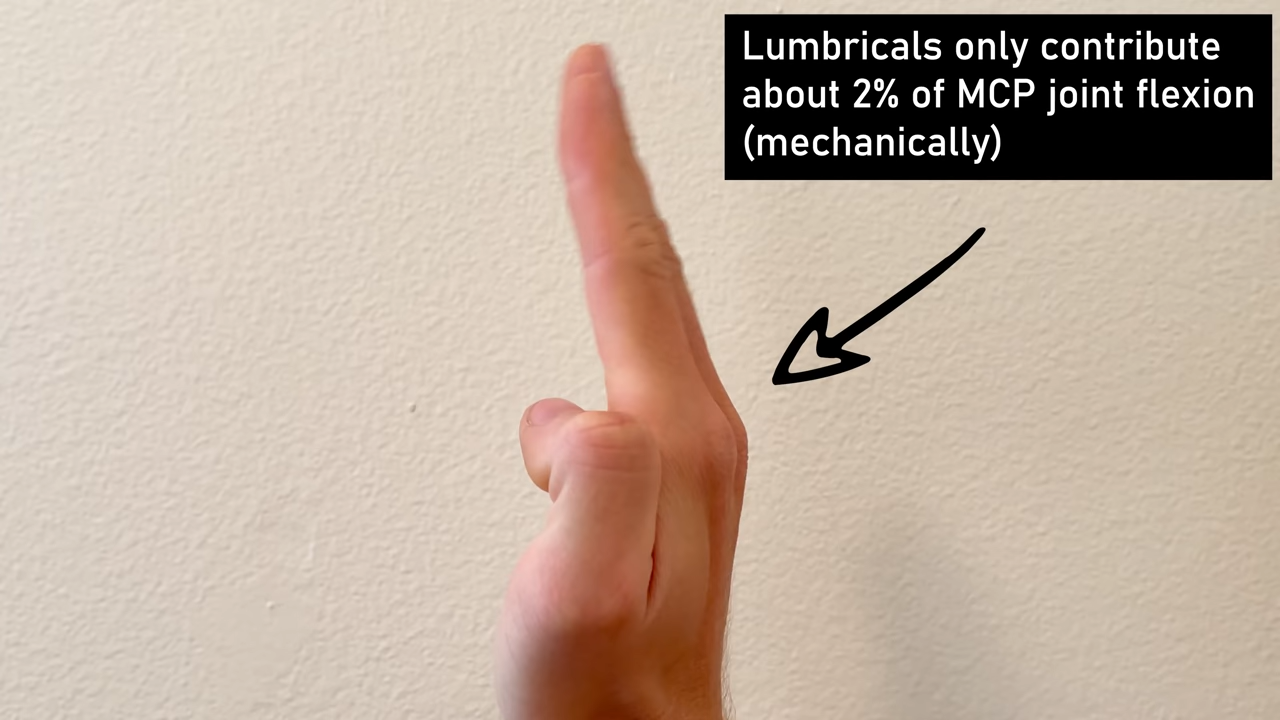 Lumbricals only contribute
about 2% of MCP joint flexion
(mechanically)